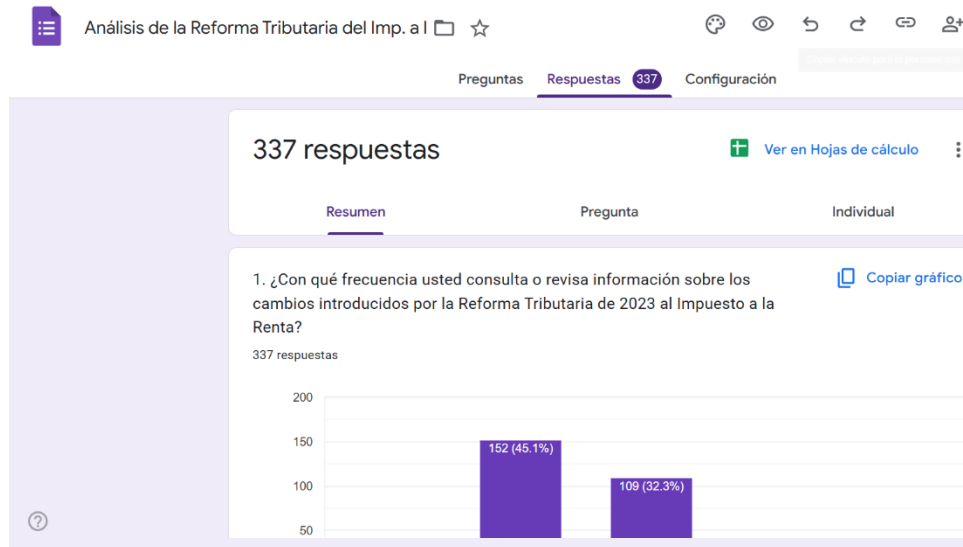 Análisis de la Reforma Tributaria del Imp. a l
Preguntas Respuestas 337 Configuración
337 respuestas
Ver en Hojas de cálculo
Resumen Pregunta Individual
1. ¿Con qué frecuencia usted consulta o revisa información sobre los
cambios introducidos por la Reforma Tributaria de 2023 al Impuesto a la
Renta?
Copiar gráfico
337 respuestas
200
150
152 (45.1%)
100
109 (32.3%)
50